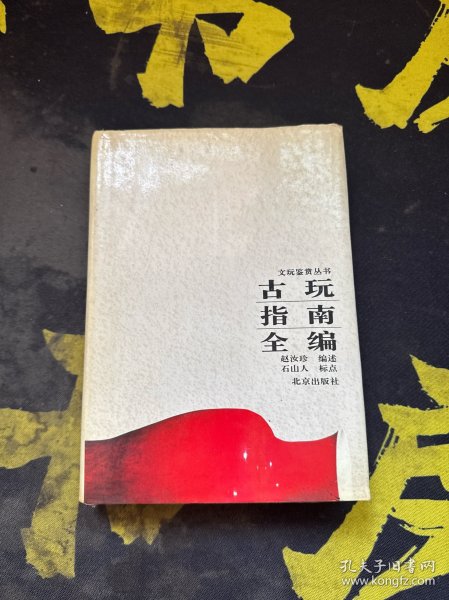 文玩鉴赏丛书
古玩
指南
全编
赵汝珍 编述
石山人 标点
北京出版社
孔夫子旧书网
www.kongfz.com